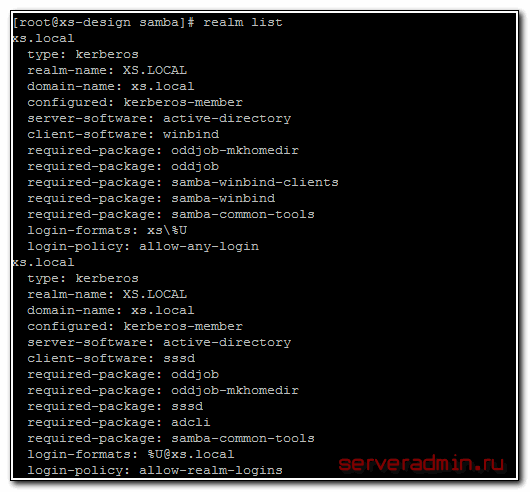 [root@xs-design samba]# realm list
xs.local
  type: kerberos
  realm-name: XS.LOCAL
  domain-name: xs.local
  configured: kerberos-member
  server-software: active-directory
  client-software: winbind
  required-package: oddjob-mkhomedir
  required-package: oddjob
  required-package: samba-winbind-clients
  required-package: samba-winbind
  required-package: samba-common-tools
  login-formats: xs\%U
  login-policy: allow-any-login
xs.local
  type: kerberos
  realm-name: XS.LOCAL
  domain-name: xs.local
  configured: kerberos-member
  server-software: active-directory
  client-software: sssd
  required-package: oddjob
  required-package: oddjob-mkhomedir
  required-package: sssd
  required-package: adcli
  required-package: samba-common-tools
  login-formats: %U@xs.local
  login-policy: allow-realm-logins
serveradmin.ru